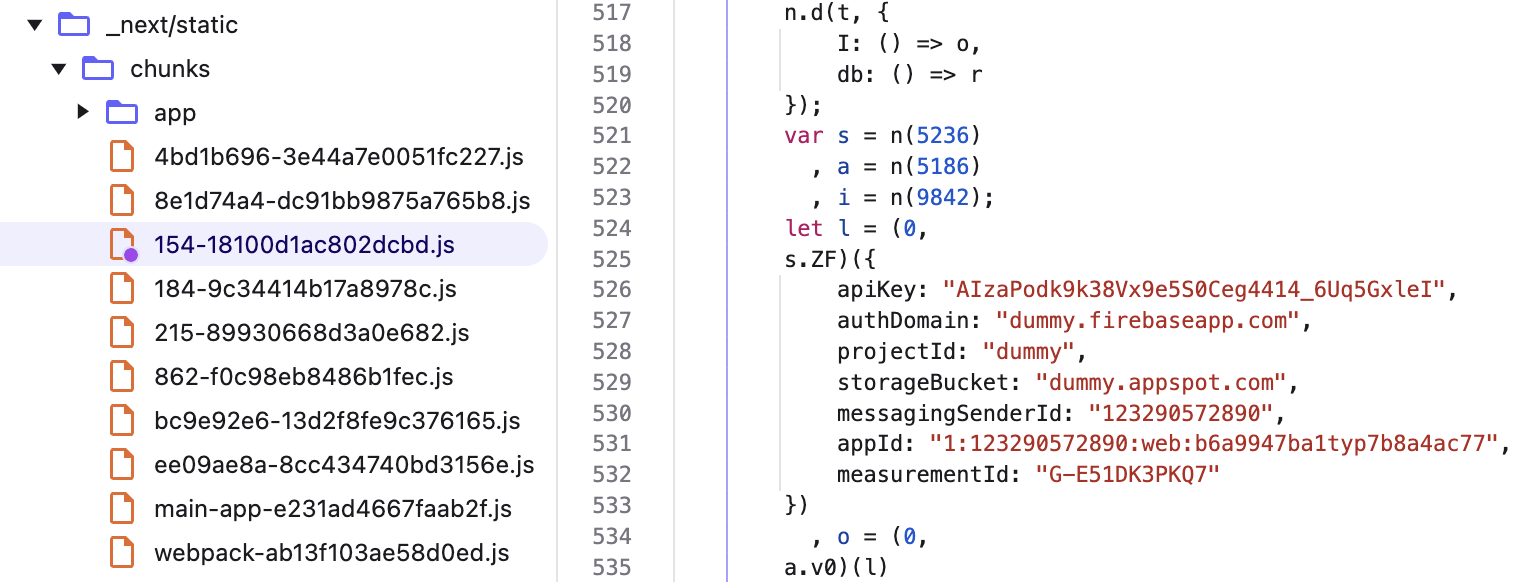 _next/static
chunks
app
4bd1b696-3e44a7e0051fc227.js
8e1d74a4-dc91bb9875a765b8.js
154-18100d1ac802dcbd.js
184-9c34414b17a8978c.js
215-89930668d3a0e682.js
862-f0c98eb8486b1fec.js
bc9e92e6-13d2f8fe9c376165.js
ee09ae8a-8cc434740bd3156e.js
main-app-e231ad4667faab2f.js
webpack-ab13f103ae58d0ed.js
517 n.d(t, {
518     I: () => o,
519     db: () => r
520 });
521 var s = n(5236)
522   , a = n(5186)
523   , i = n(9842);
524 let l = (0,
525 s.ZF)({
526     apiKey: "AIzaPodk9k38Vx9e5S0Ceg4414_6Uq5GxleI",
527     authDomain: "dummy.firebaseapp.com",
528     projectId: "dummy",
529     storageBucket: "dummy.appspot.com",
530     messagingSenderId: "123290572890",
531     appId: "1:123290572890:web:b6a9947ba1typ7b8a4ac77",
532     measurementId: "G-E51DK3PKQ7"
533 })
534   , o = (0,
535 a.v0)(l)